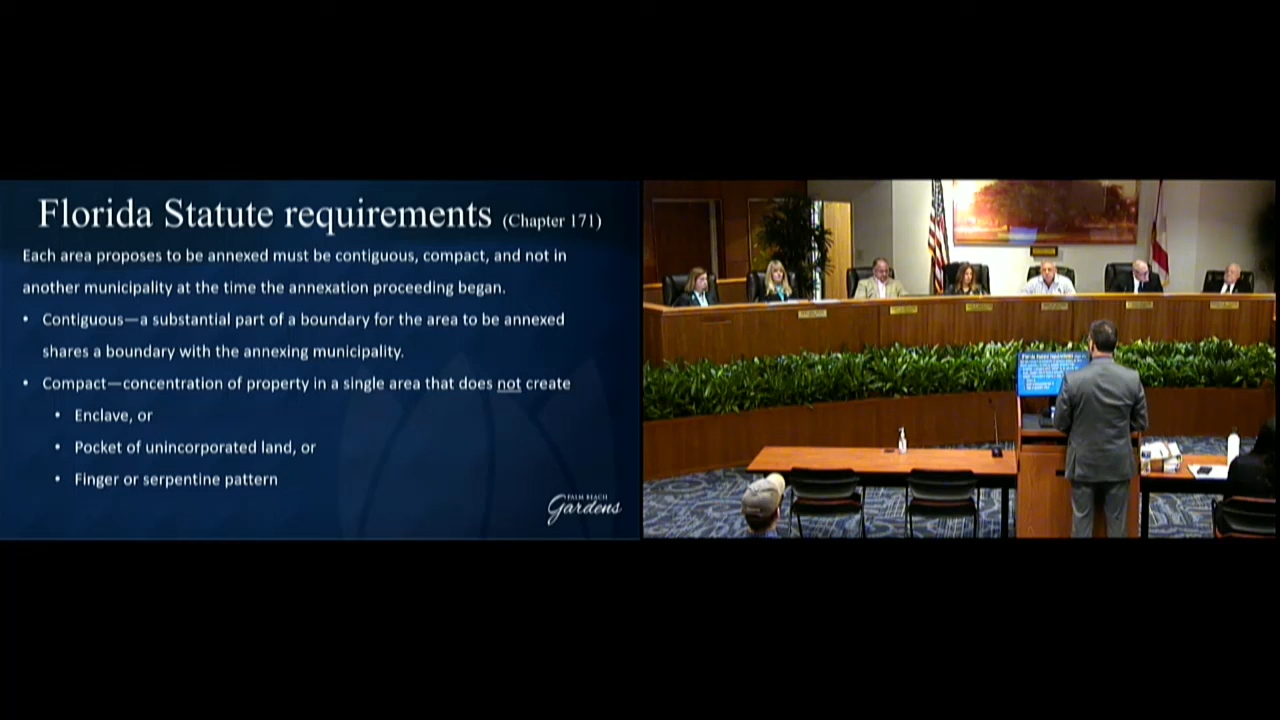 Florida Statute requirements (Chapter 171)
Each area proposes to be annexed must be contiguous, compact, and not in
another municipality at the time the annexation proceeding began.
• Contiguous—a substantial part of a boundary for the area to be annexed
shares a boundary with the annexing municipality.
• Compact—concentration of property in a single area that does not create
• Enclave, or
• Pocket of unincorporated land, or
• Finger or serpentine pattern
PALM BEACH
Gardens